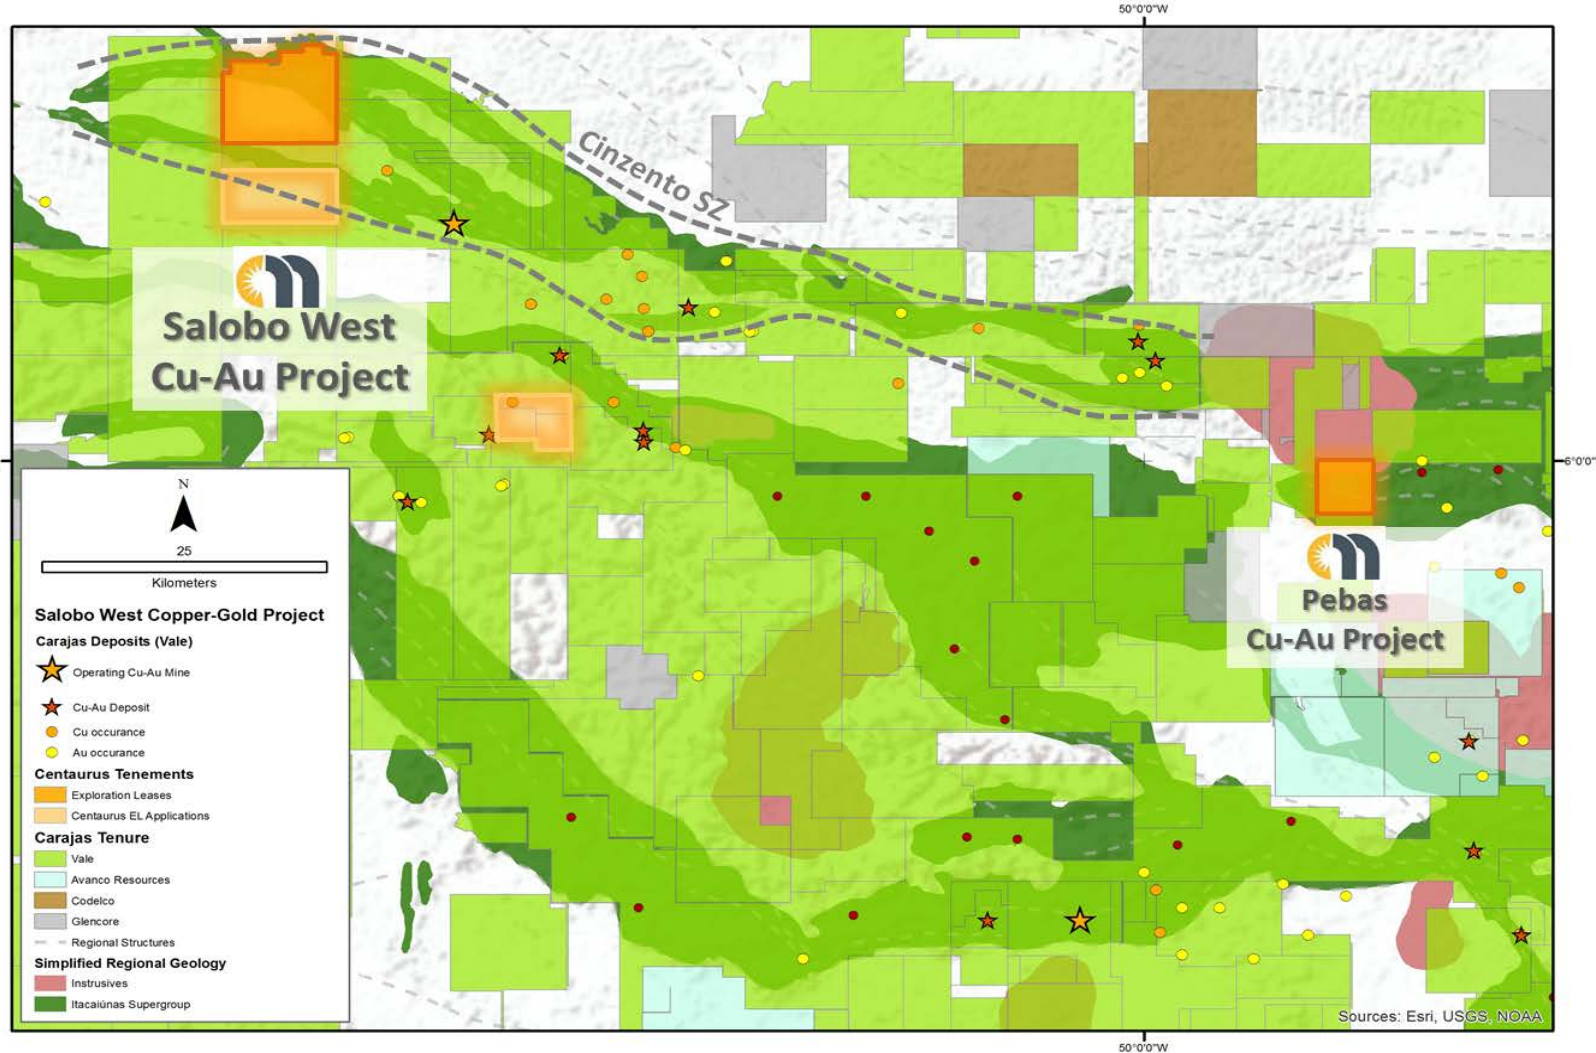 50°0'0"W
Cinzento SZ
Salobo West
Cu-Au Project
6°0'0"
Pebas
Cu-Au Project
N
25
Kilometers
Salobo West Copper-Gold Project
Carajas Deposits (Vale)
Operating Cu-Au Mine
Cu-Au Deposit
Cu occurance
Au occurance
Centaurus Tenements
Exploration Leases
Centaurus EL Applications
Carajas Tenure
Vale
Avanco Resources
Codelco
Glencore
Regional Structures
Simplified Regional Geology
Instrusives
Itacaiúnas Supergroup
Sources: Esri, USGS, NOAA
50°0'0"W